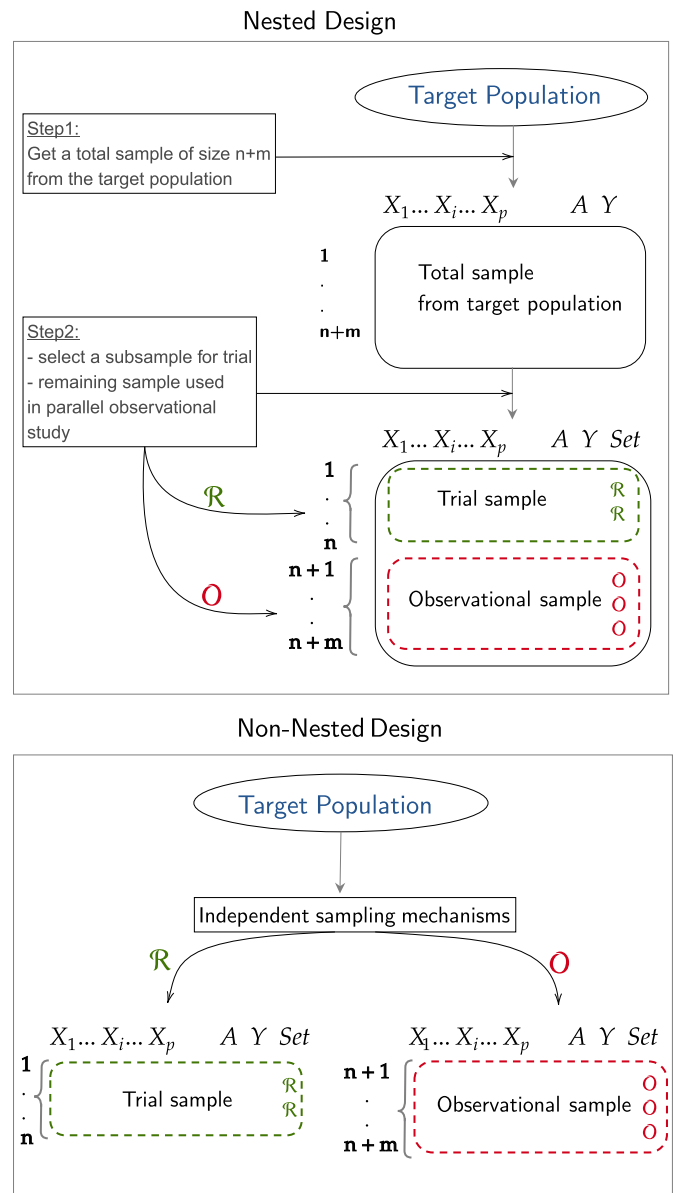 Nested Design
Target Population
Step1:
Get a total sample of size n+m
from the target population
X₁... Xᵢ... Xₚ A Y
1
.
.
n+m
Total sample
from target population
Step2:
- select a subsample for trial
- remaining sample used
in parallel observational
study
X₁... Xᵢ... Xₚ A Y Set
ℛ
1
.
.
n
Trial sample
ℛ
ℛ
O
n+1
.
.
n+m
Observational sample
O
O
O
Non-Nested Design
Target Population
Independent sampling mechanisms
ℛ
O
X₁... Xᵢ... Xₚ A Y Set
1
.
.
n
Trial sample
ℛ
ℛ
X₁... Xᵢ... Xₚ A Y Set
n+1
.
.
n+m
Observational sample
O
O
O